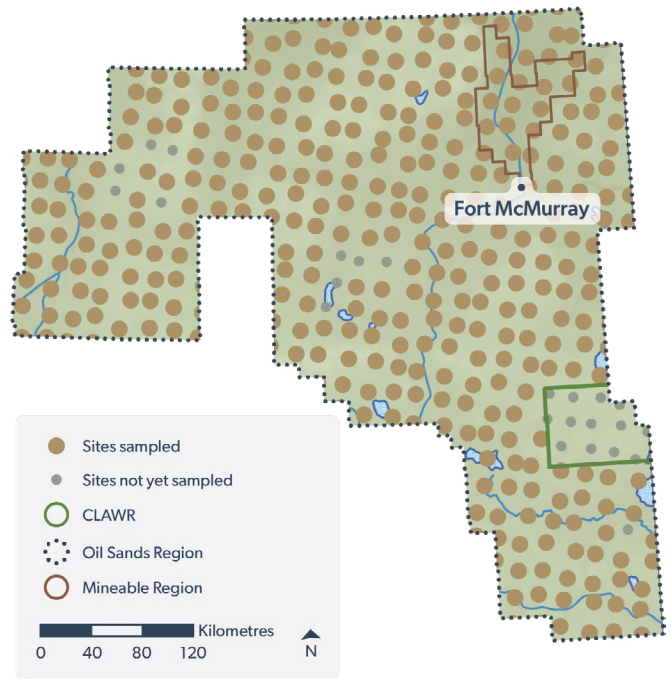 Fort McMurray
Sites sampled
Sites not yet sampled
CLAWR
Oil Sands Region
Mineable Region
Kilometres
0 40 80 120
N